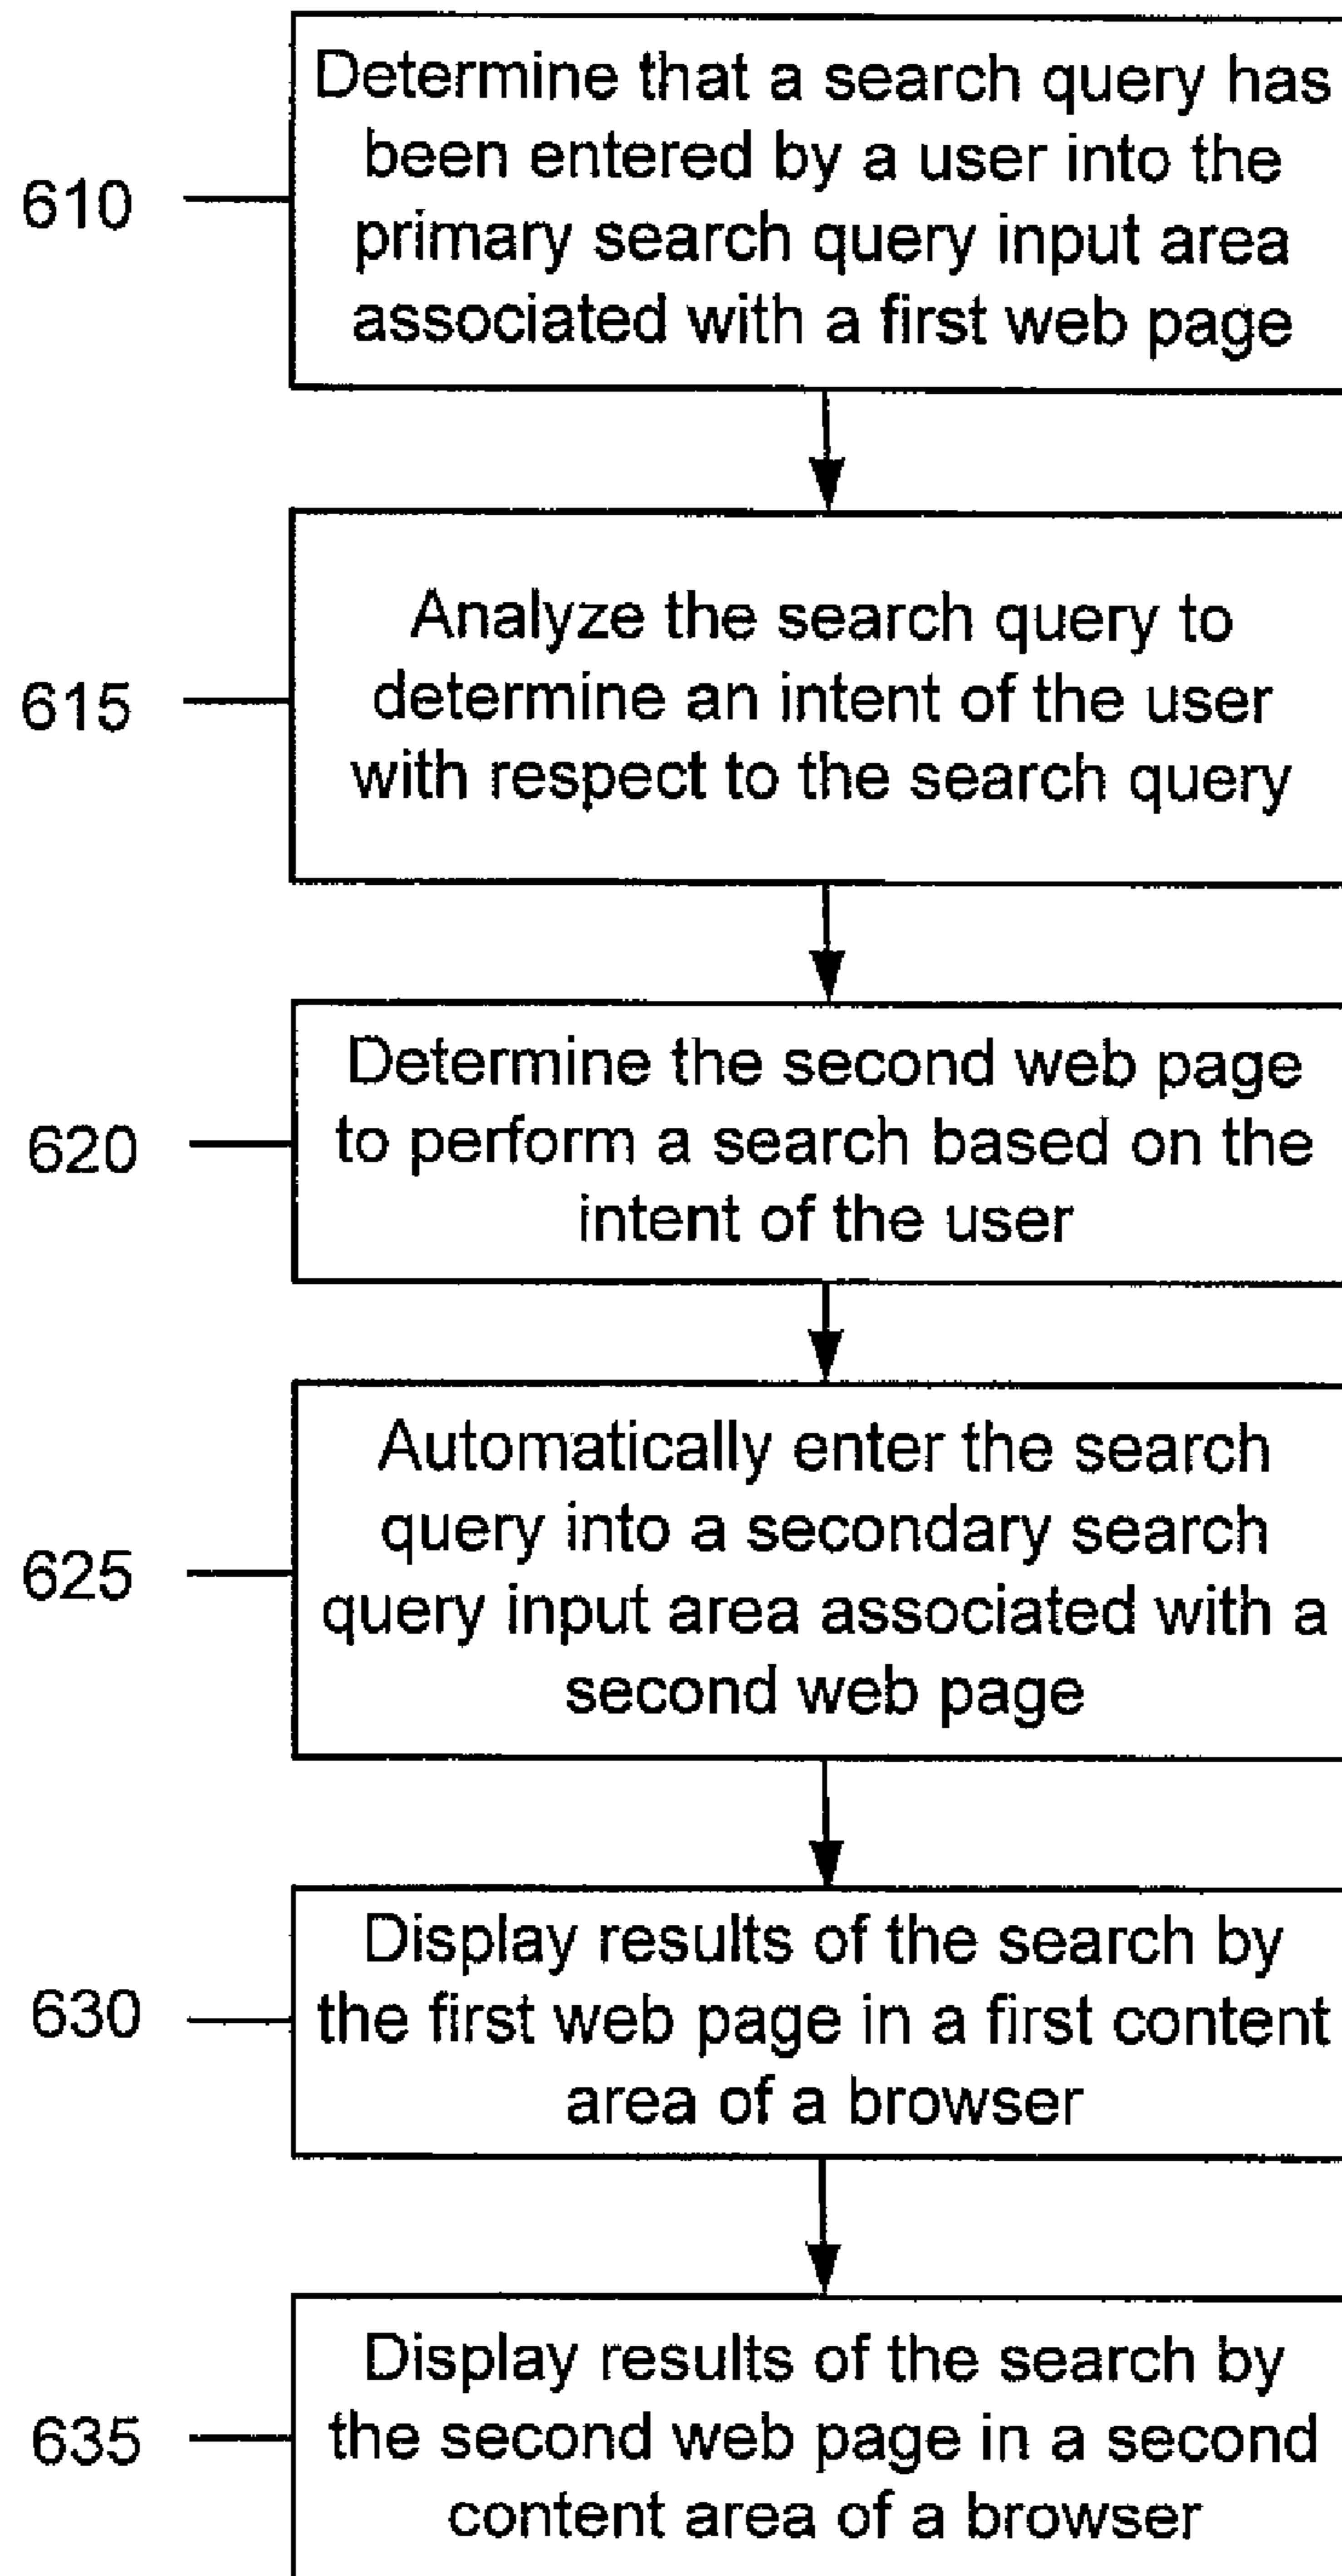 Determine that a search query has
been entered by a user into the
610
primary search query input area
associated with a first web page
Analyze the search query to
615
determine an intent of the user
with respect to the search query
Determine the second web page
620
to perform a search based on the
intent of the user
Automatically enter the search
query into a secondary search
625
query input area associated with a
second web page
Display results of the search by
630
the first web page in a first content
area of a browser
Display results of the search by
635
the second web page in a second
content area of a browser